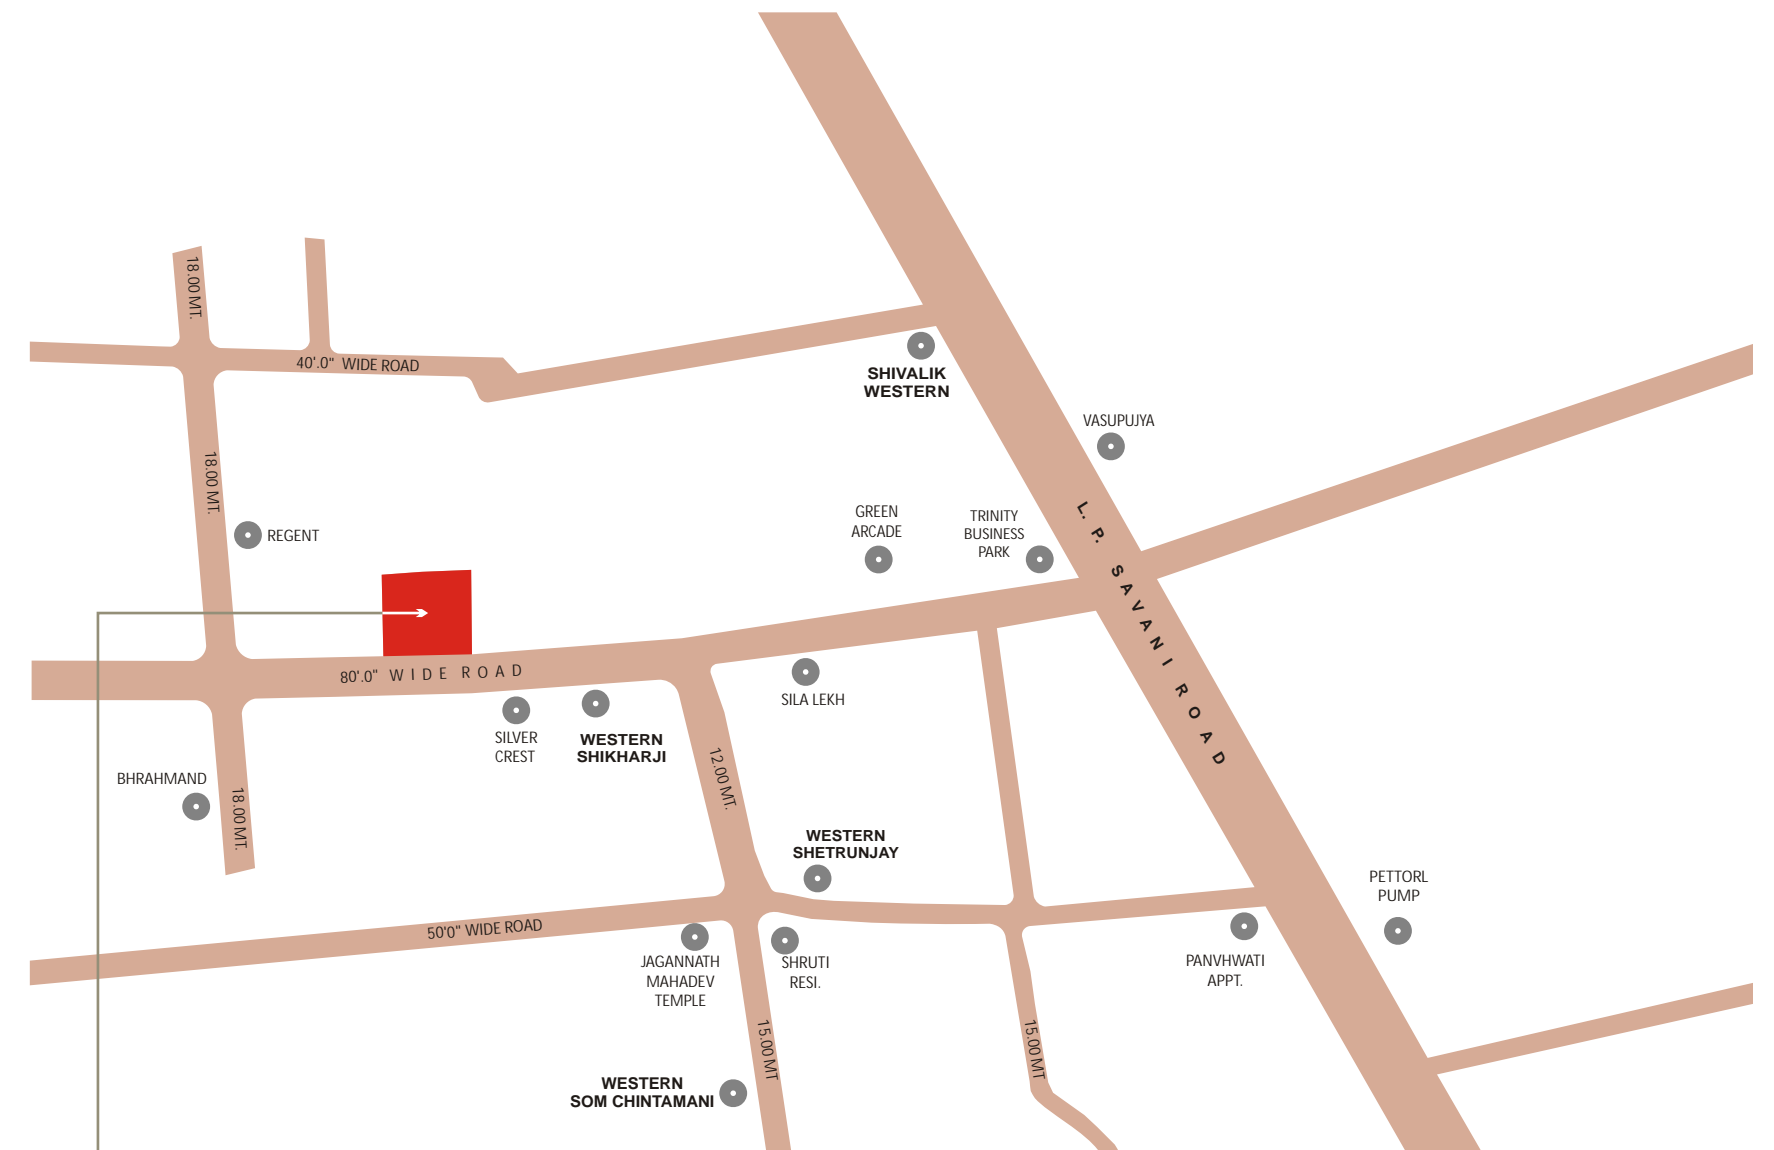 18.00 MT.
40'.0" WIDE ROAD
SHIVALIK
WESTERN
VASUPUJYA
18.00 MT.
REGENT
GREEN
ARCADE
TRINITY
BUSINESS
PARK
L. P. SAVANI ROAD
80'.0" WIDE ROAD
SILA LEKH
SILVER
CREST
WESTERN
SHIKHARJI
12.00 MT.
BHRAHMAND
18.00 MT.
WESTERN
SHETRUNJAY
PETTORL
PUMP
50'0" WIDE ROAD
JAGANNATH
MAHADEV
TEMPLE
SHRUTI
RESI.
PANVHWATI
APPT.
15.00 MT
15.00 MT
WESTERN
SOM CHINTAMANI